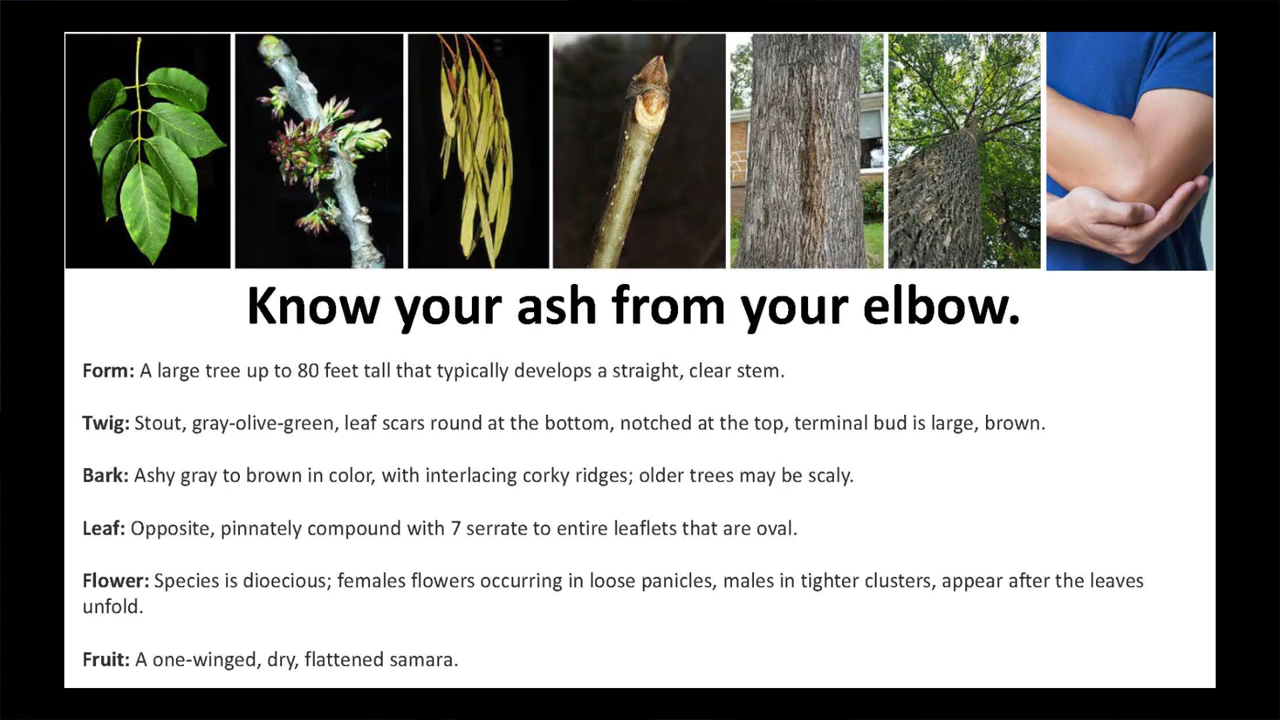 Know your ash from your elbow.
Form: A large tree up to 80 feet tall that typically develops a straight, clear stem.
Twig: Stout, gray-olive-green, leaf scars round at the bottom, notched at the top, terminal bud is large, brown.
Bark: Ashy gray to brown in color, with interlacing corky ridges; older trees may be scaly.
Leaf: Opposite, pinnately compound with 7 serrate to entire leaflets that are oval.
Flower: Species is dioecious; females flowers occurring in loose panicles, males in tighter clusters, appear after the leaves
unfold.
Fruit: A one-winged, dry, flattened samara.